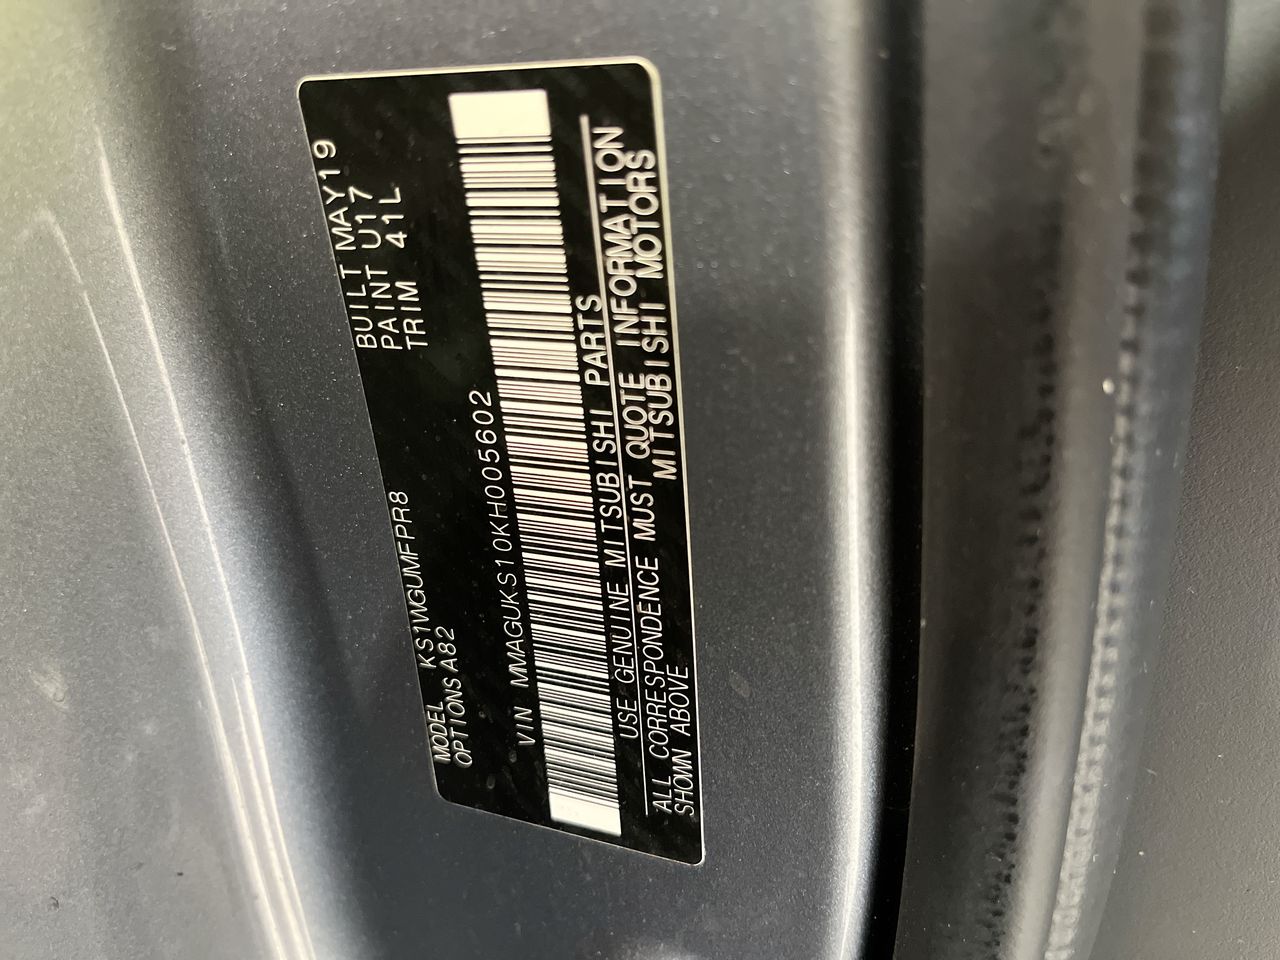 MODEL KS1WGUMFPR8 BUILT MAY19
OPTIONS A82 PAINT U17
TRIM 41L
VIN MMAGUKS10KH005602
USE GENUINE MITSUBISHI PARTS
ALL CORRESPONDENCE MUST QUOTE INFORMATION
SHOWN ABOVE MITSUBISHI MOTORS